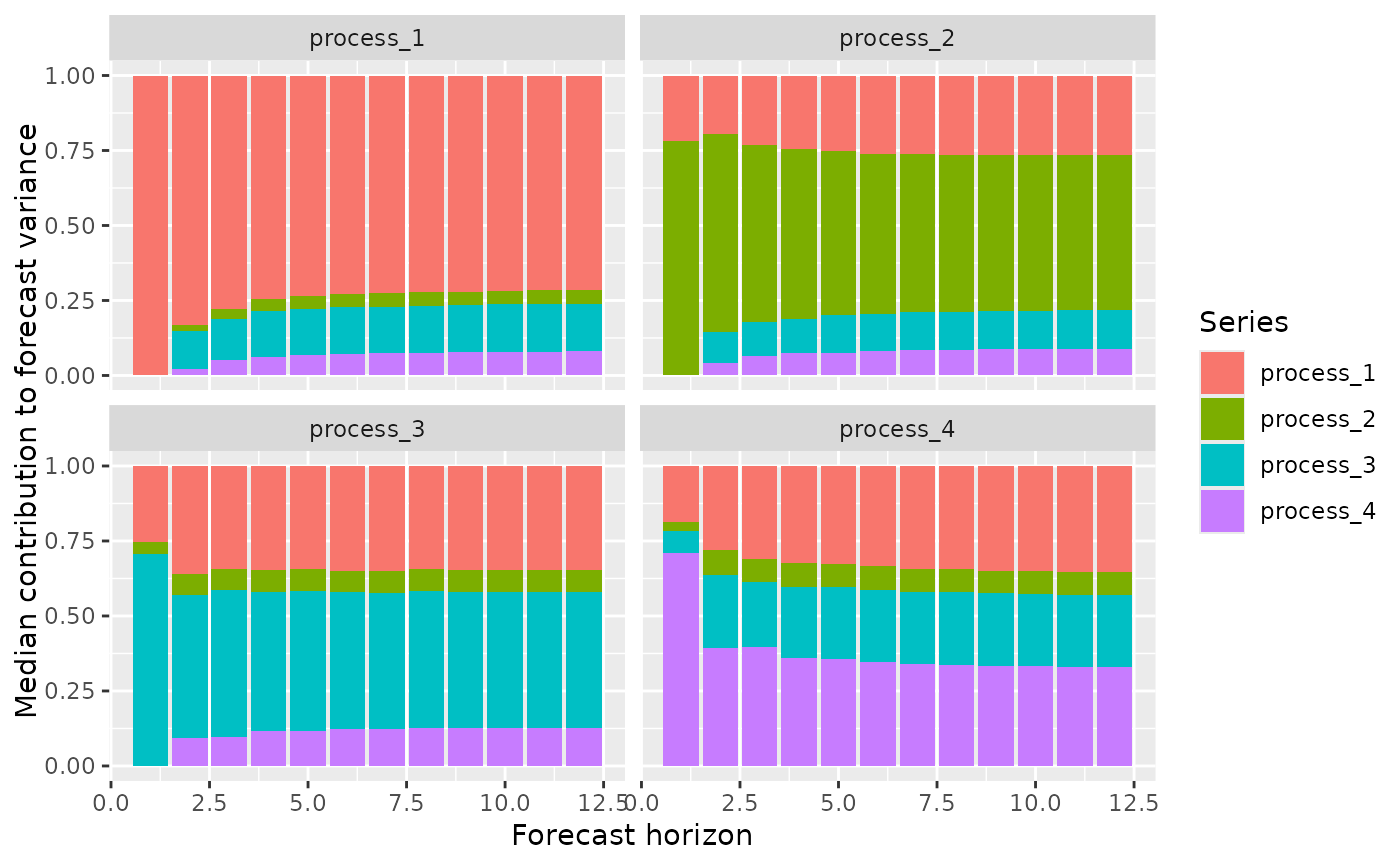 process_1
process_2
1.00
0.75
0.50
0.25
0.00
process_3
process_4
1.00
0.75
0.50
0.25
0.00
0.0 2.5 5.0 7.5 10.0 12.5
0.0 2.5 5.0 7.5 10.0 12.5
Forecast horizon
Median contribution to forecast variance
Series
process_1
process_2
process_3
process_4